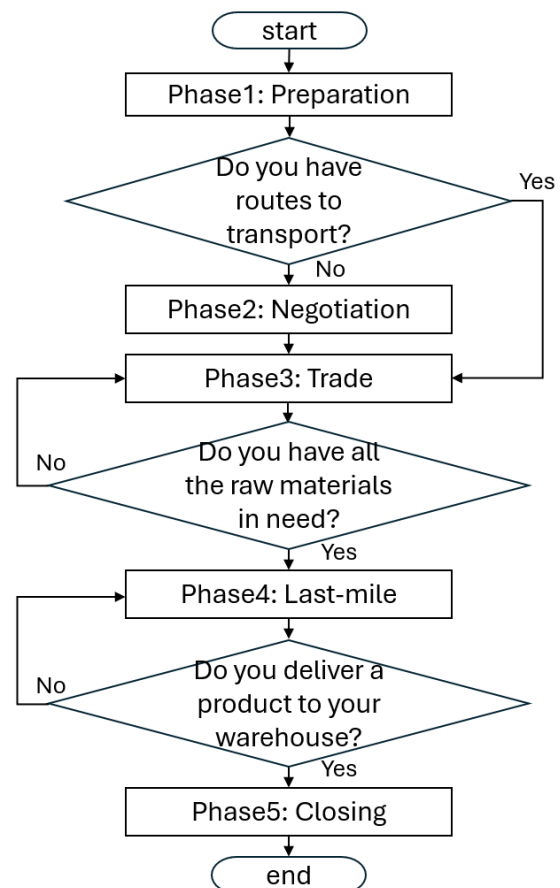 start
Phase1: Preparation
Do you have
routes to
transport?
Yes
No
Phase2: Negotiation
Phase3: Trade
Do you have all
the raw materials
in need?
No
Yes
Phase4: Last-mile
Do you deliver a
product to your
warehouse?
No
Yes
Phase5: Closing
end